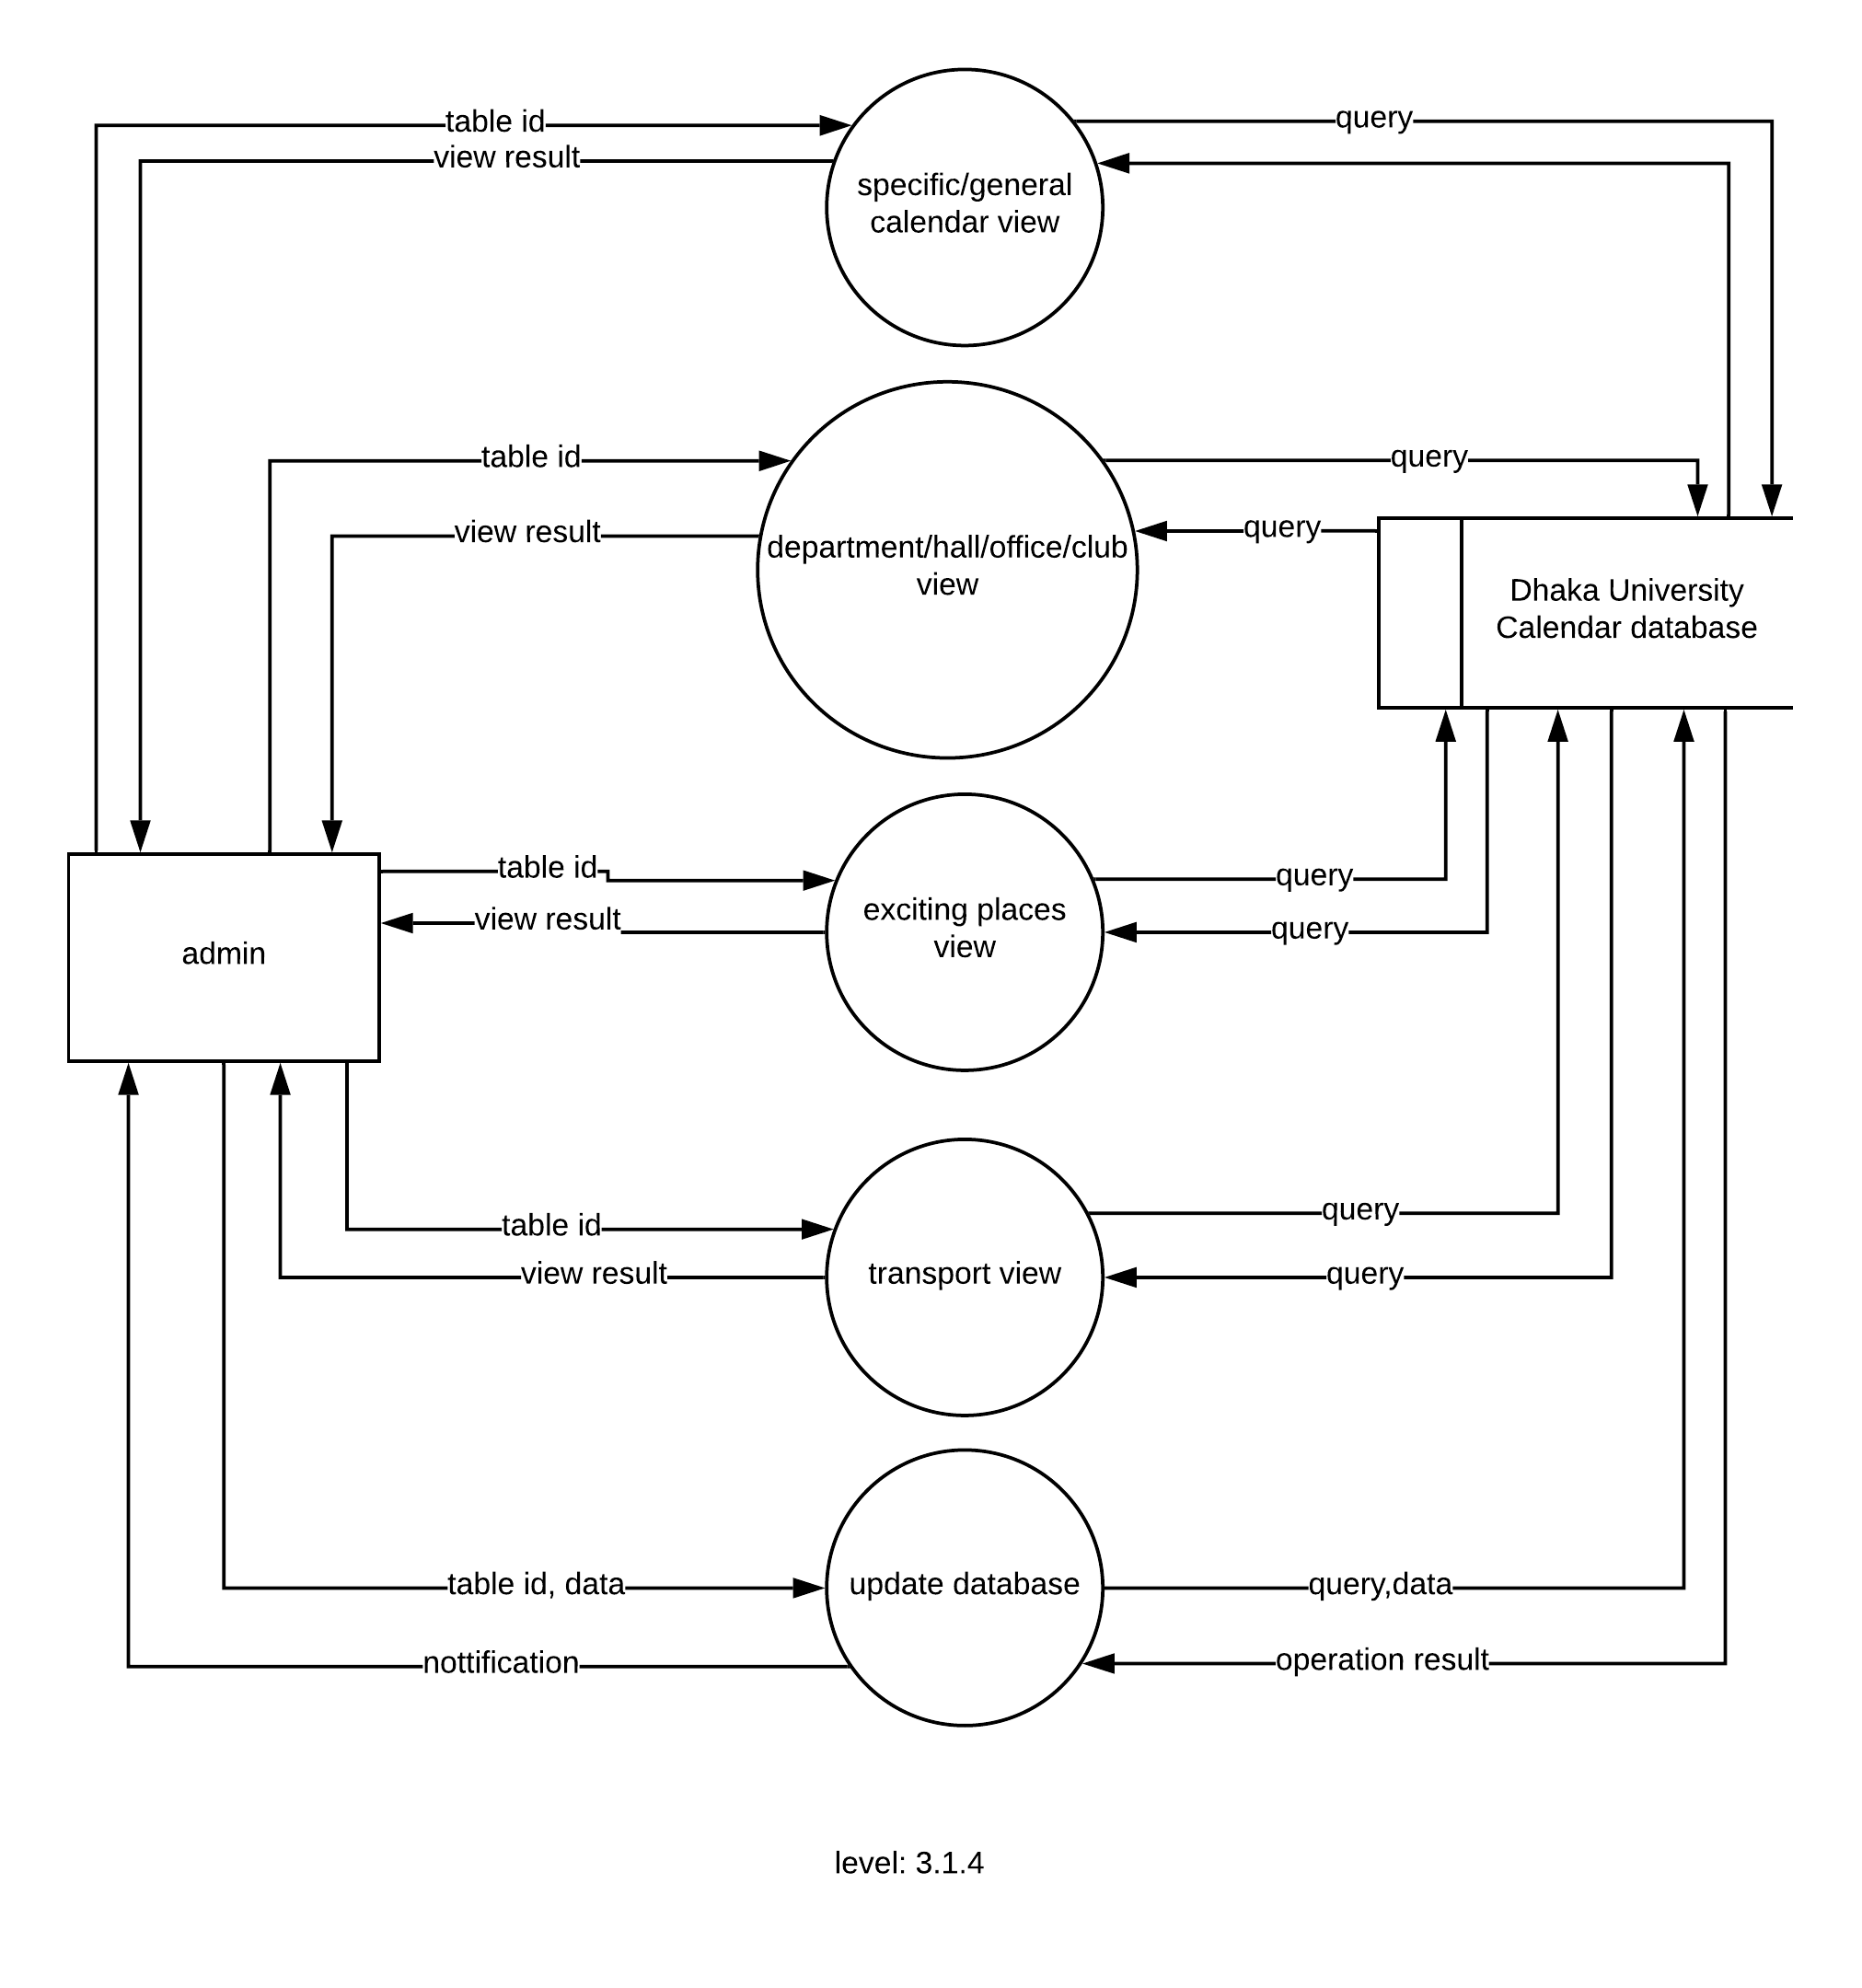 table id
query
view result
specific/general
calendar view
table id
query
view result
query
department/hall/office/club
view
Dhaka University
Calendar database
table id
query
view result
query
exciting places
view
admin
table id
query
view result
transport view
query
table id, data
update database
query,data
nottification
operation result
level: 3.1.4